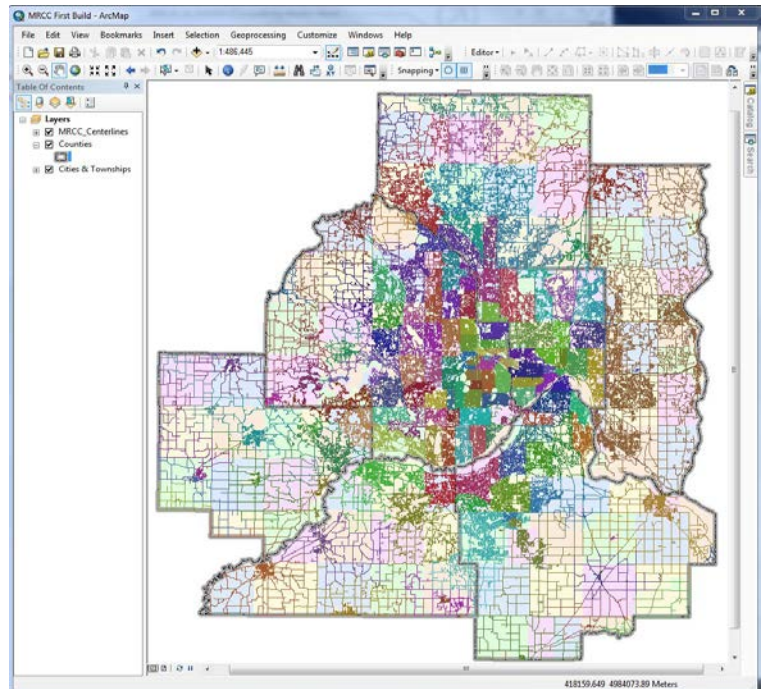 MRCC First Build - ArcMap
File Edit View Bookmarks Insert Selection Geoprocessing Customize Windows Help
1:486,445
Editor
Snapping
Table Of Contents
Layers
MRCC_Centerlines
Counties
Cities & Townships
Catalog
Search
418159.649 4984073.89 Meters